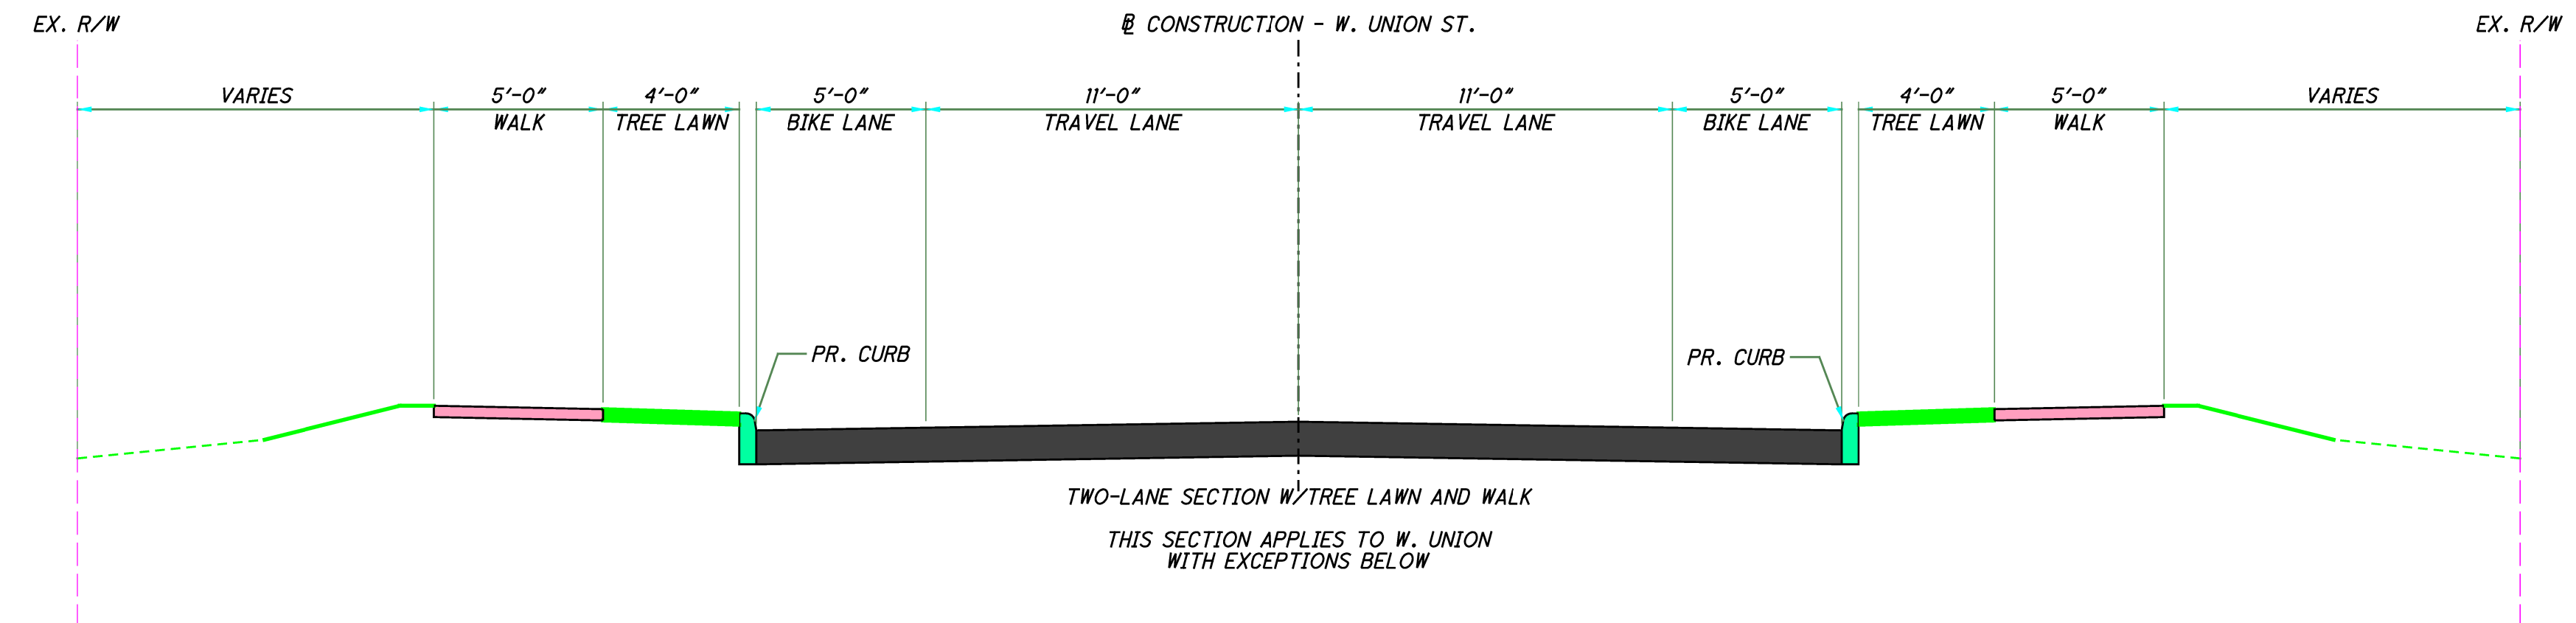 EX. R/W
℄ CONSTRUCTION - W. UNION ST.
EX. R/W
VARIES
5'-0"
4'-0"
5'-0"
11'-0"
11'-0"
5'-0"
4'-0"
5'-0"
VARIES
WALK
TREE LAWN
BIKE LANE
TRAVEL LANE
TRAVEL LANE
BIKE LANE
TREE LAWN
WALK
PR. CURB
PR. CURB
TWO-LANE SECTION W/TREE LAWN AND WALK
THIS SECTION APPLIES TO W. UNION
WITH EXCEPTIONS BELOW